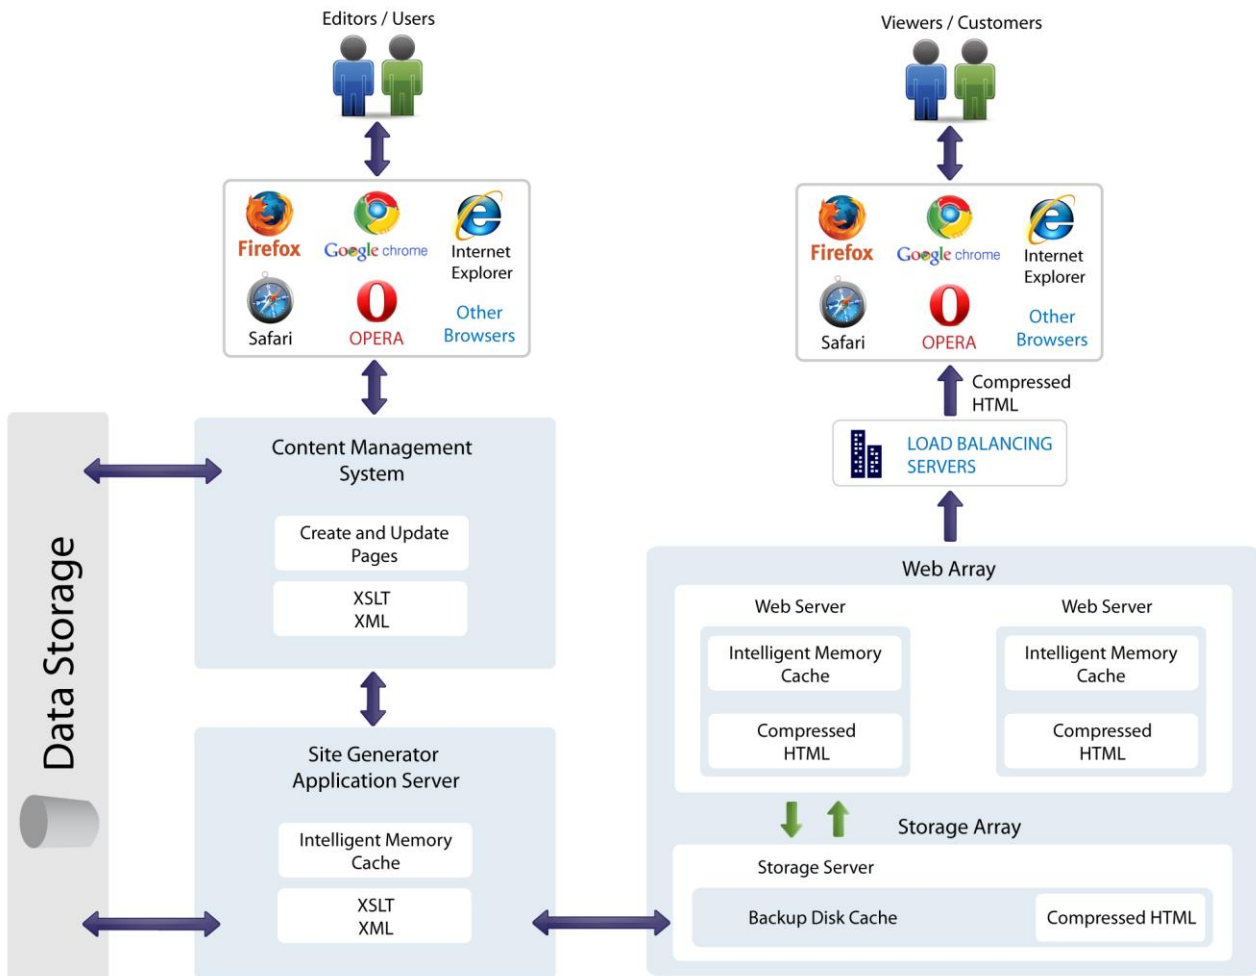 Editors / Users
Viewers / Customers
Firefox
Google chrome
Internet
Explorer
Safari
OPERA
Other
Browsers
Firefox
Google chrome
Internet
Explorer
Safari
OPERA
Other
Browsers
Compressed
HTML
LOAD BALANCING
SERVERS
Data Storage
Content Management
System
Create and Update
Pages
XSLT
XML
Site Generator
Application Server
Intelligent Memory
Cache
XSLT
XML
Web Array
Web Server
Intelligent Memory
Cache
Compressed
HTML
Web Server
Intelligent Memory
Cache
Compressed
HTML
Storage Array
Storage Server
Backup Disk Cache
Compressed HTML